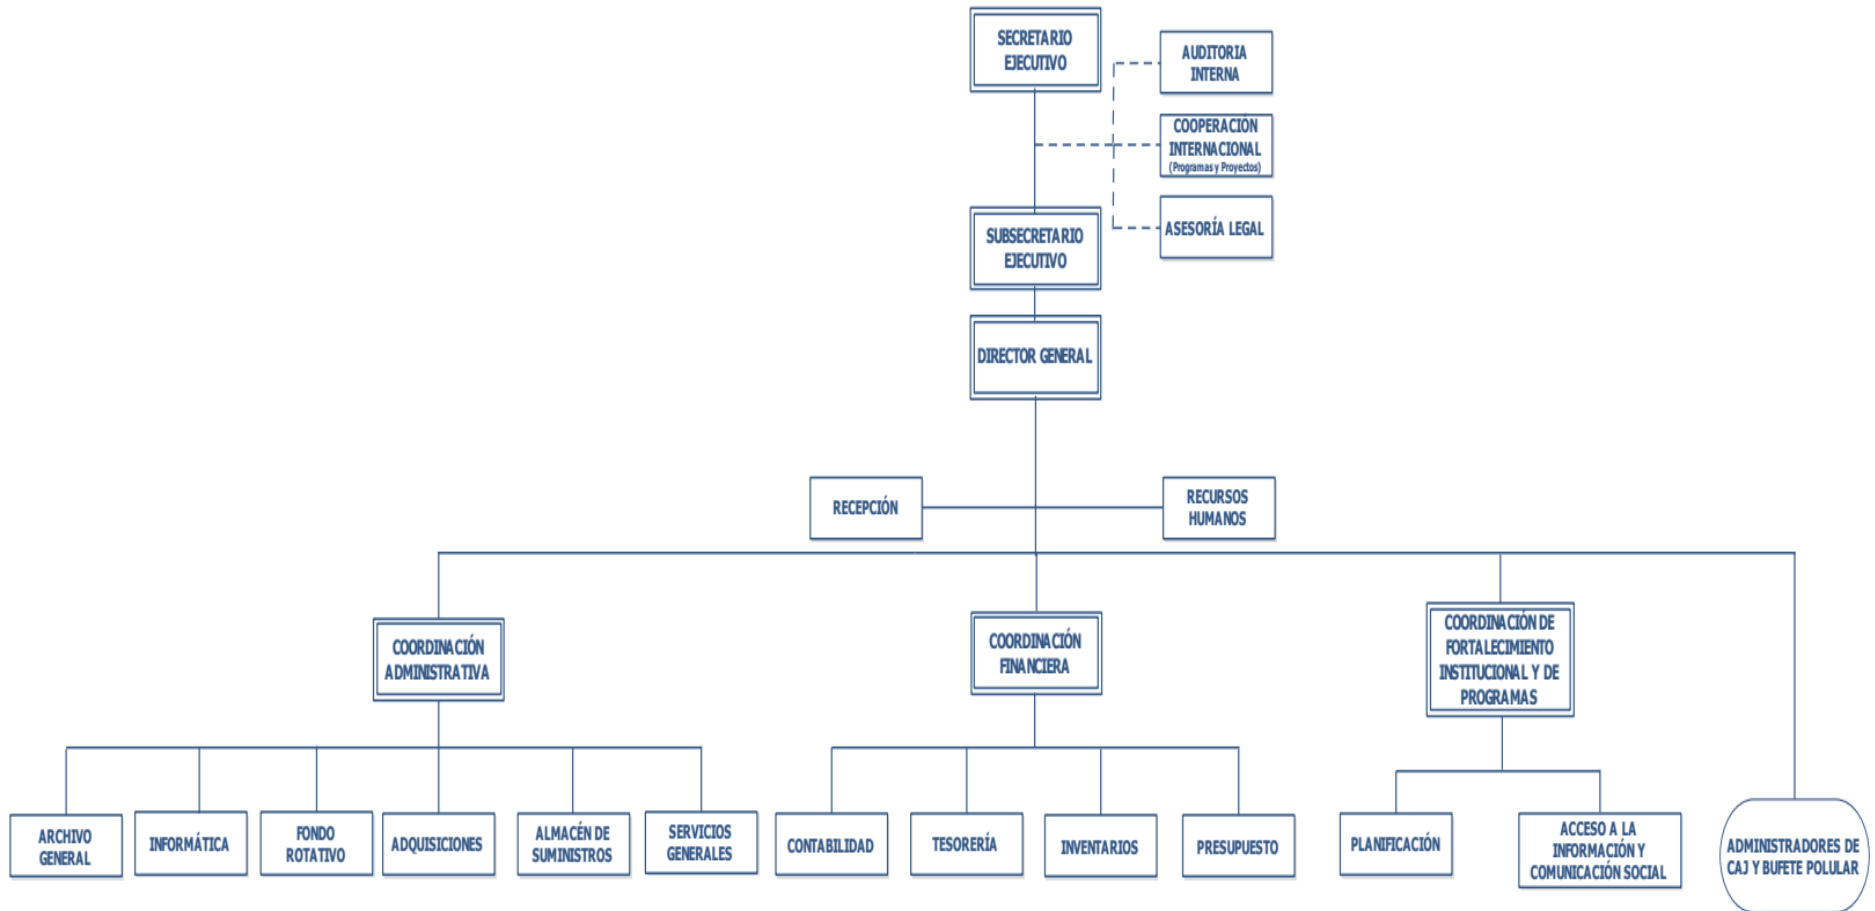 SECRETARIO
EJECUTIVO
AUDITORIA
INTERNA
COOPERACIÓN
INTERNACIONAL
(Programas y Proyectos)
ASESORÍA LEGAL
SUBSECRETARIO
EJECUTIVO
DIRECTOR GENERAL
RECEPCIÓN
RECURSOS
HUMANOS
COORDINACIÓN
ADMINISTRATIVA
COORDINACIÓN
FINANCIERA
COORDINACIÓN DE
FORTALECIMIENTO
INSTITUCIONAL Y DE
PROGRAMAS
ARCHIVO
GENERAL
INFORMÁTICA
FONDO
ROTATIVO
ADQUISICIONES
ALMACÉN DE
SUMINISTROS
SERVICIOS
GENERALES
CONTABILIDAD
TESORERÍA
INVENTARIOS
PRESUPUESTO
PLANIFICACIÓN
ACCESO A LA
INFORMACIÓN Y
COMUNICACIÓN SOCIAL
ADMINISTRADORES DE
CAJ Y BUFETE POLULAR